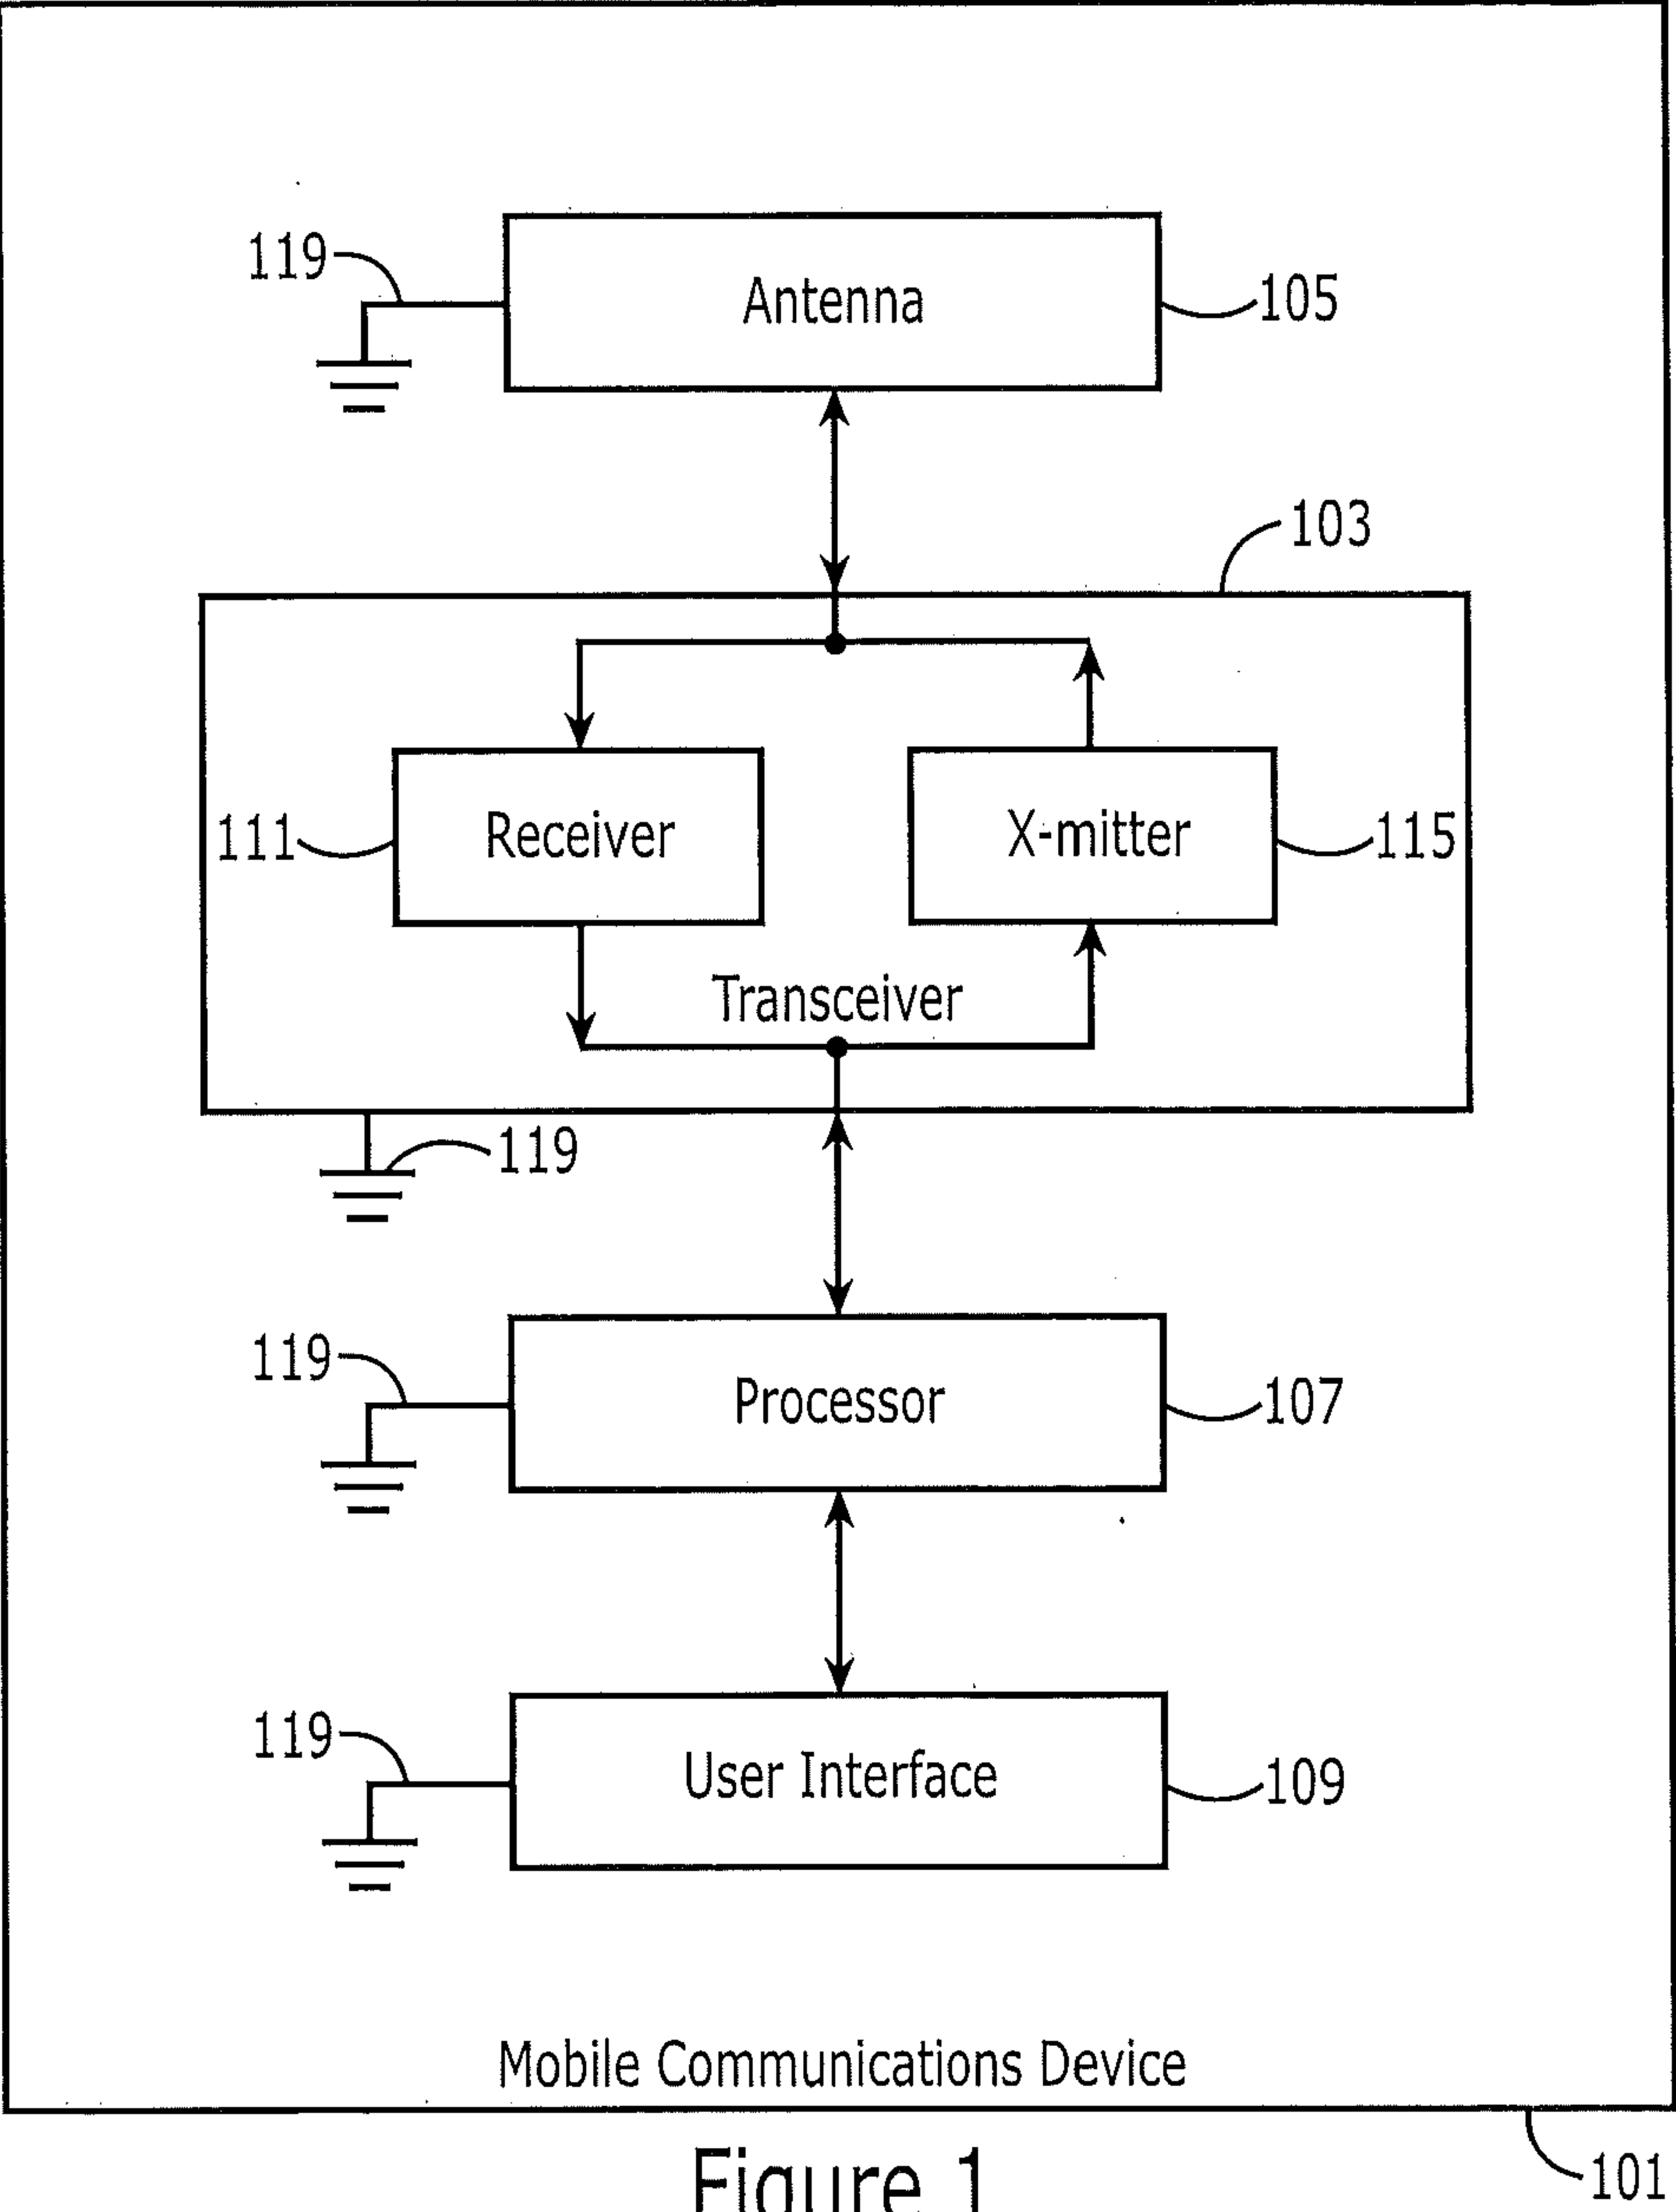 119
Antenna
105
103
111
Receiver
X-mitter
115
Transceiver
119
119
Processor
107
119
User Interface
109
Mobile Communications Device
Figure 1
101